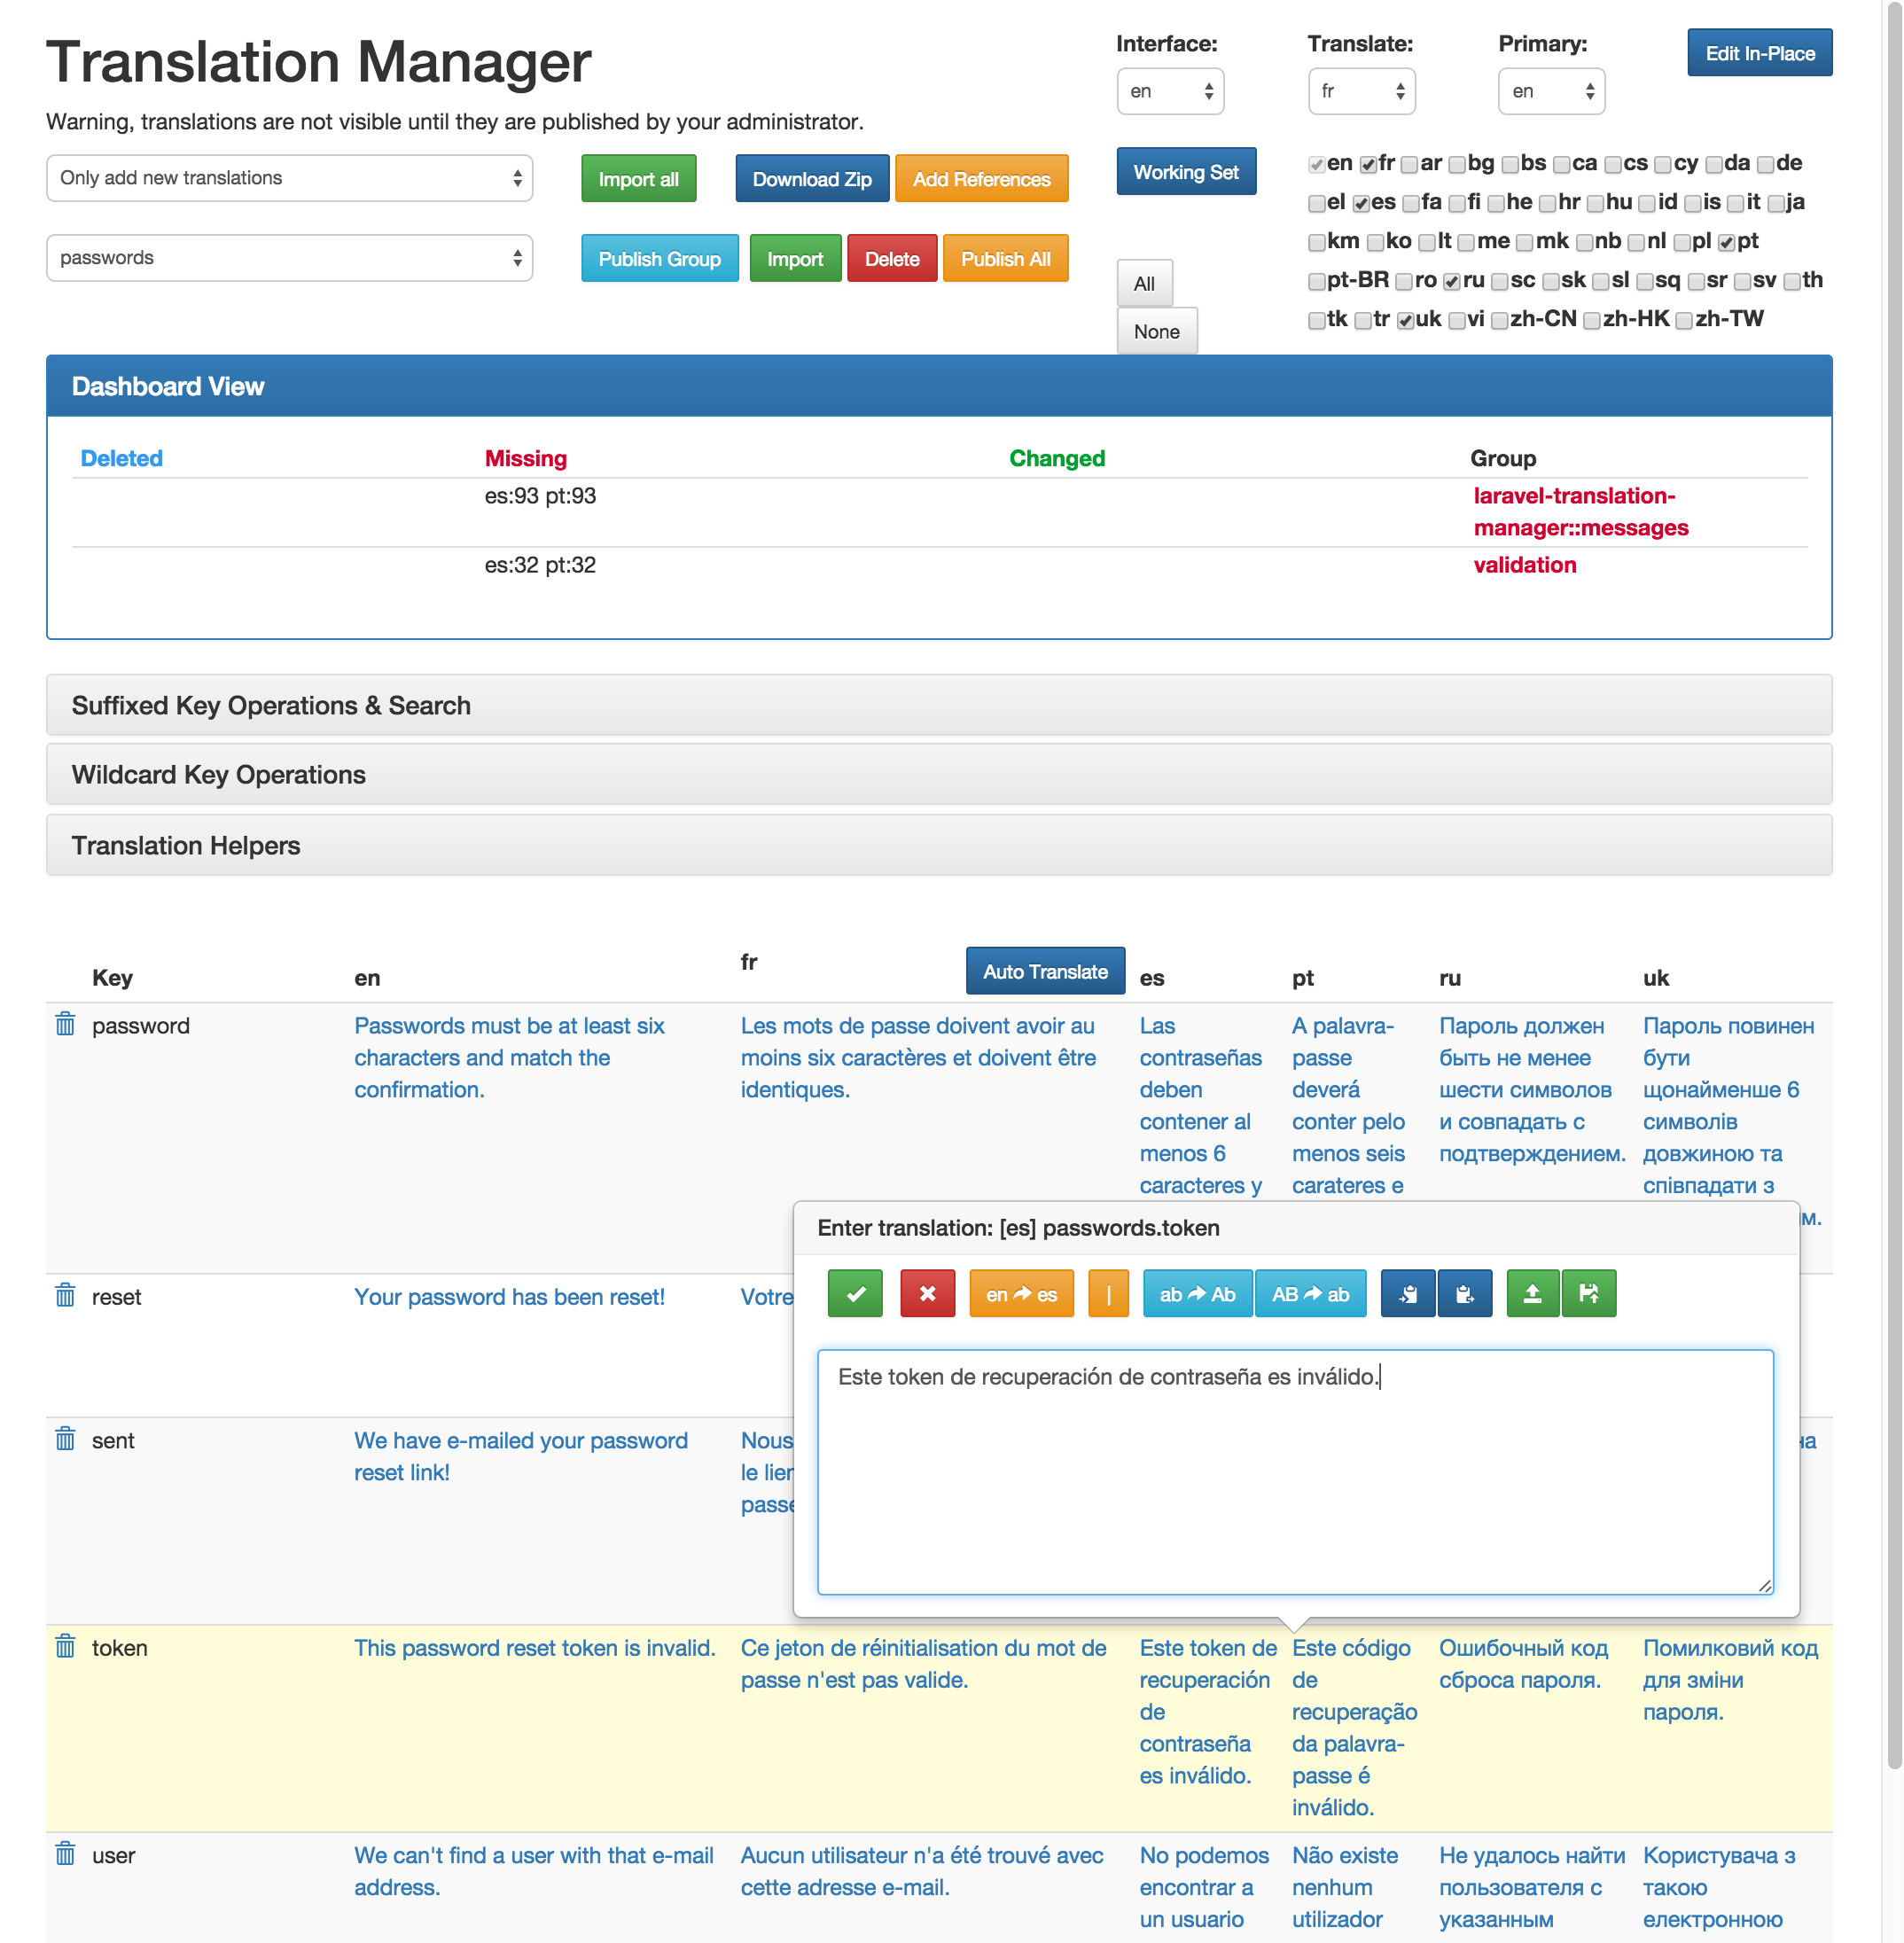 Translation Manager
Warning, translations are not visible until they are published by your administrator.
Interface: Translate: Primary:
en fr en
Edit In-Place
Only add new translations
Import all Download Zip Add References
passwords
Publish Group Import Delete Publish All
Working Set
All
None
en fr ar bg bs ca cs cy da de
el es fa fi he hr hu id is it ja
km ko lt me mk nb nl pl pt
pt-BR ro ru sc sk sl sq sr sv th
tk tr uk vi zh-CN zh-HK zh-TW
Dashboard View
Deleted Missing Changed Group
es:93 pt:93 laravel-translation-
manager::messages
es:32 pt:32 validation
Suffixed Key Operations & Search
Wildcard Key Operations
Translation Helpers
Key en fr Auto Translate es pt ru uk
password
Passwords must be at least six
characters and match the
confirmation.
Les mots de passe doivent avoir au
moins six caractères et doivent être
identiques.
Las
contraseñas
deben
contener al
menos 6
caracteres y
A palavra-
passe
deverá
conter pelo
menos seis
carateres e
Пароль должен
быть не менее
шести символов
и совпадать с
подтверждением.
Пароль повинен
бути
щонайменше 6
символів
довжиною та
співпадати з
Enter translation: [es] passwords.token
en es | ab Ab AB ab
Este token de recuperación de contraseña es inválido.
reset
Your password has been reset!
Votre
sent
We have e-mailed your password
reset link!
Nous
le lien
passe
token
This password reset token is invalid.
Ce jeton de réinitialisation du mot de
passe n'est pas valide.
Este token de
recuperación
de
contraseña
es inválido.
Este código
de
recuperação
da palavra-
passe é
inválido.
Ошибочный код
сброса пароля.
Помилковий код
для зміни
пароля.
user
We can't find a user with that e-mail
address.
Aucun utilisateur n'a été trouvé avec
cette adresse e-mail.
No podemos
encontrar a
un usuario
Não existe
nenhum
utilizador
Не удалось найти
пользователя с
указанным
Користувача з
такою
електронною